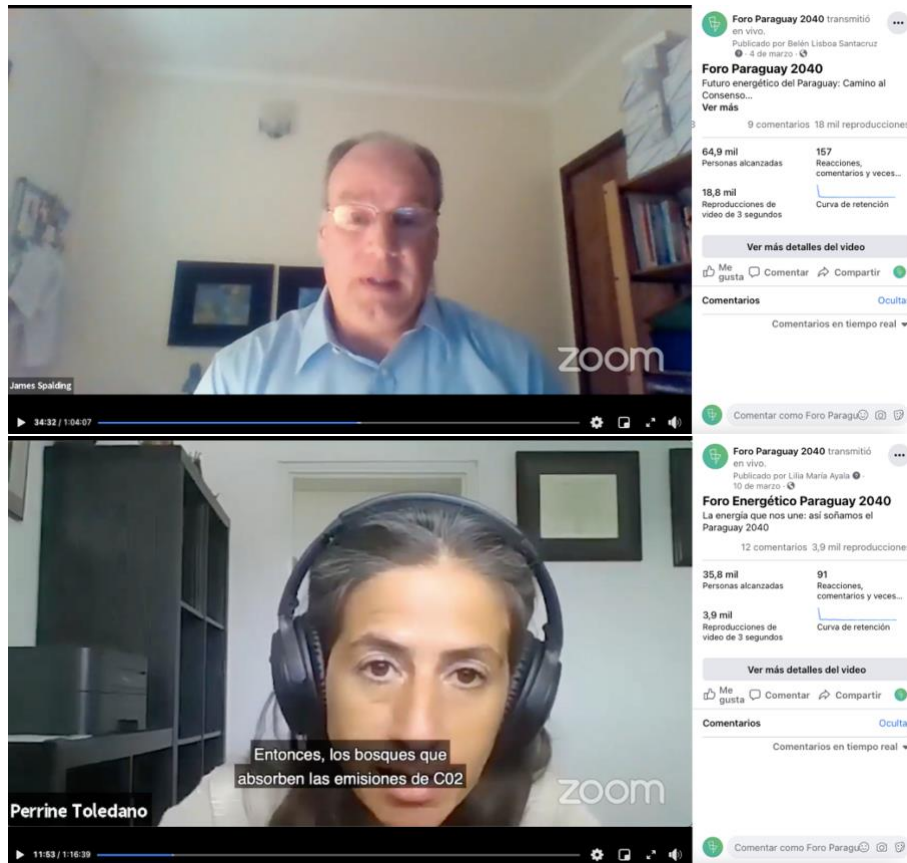 zoom
James Spalding
34:32 / 1:04:07
Foro Paraguay 2040 transmitió
en vivo.
Publicado por Belén Lisboa Santacruz
· 4 de marzo ·
Foro Paraguay 2040
Futuro energético del Paraguay: Camino al
Consenso...
Ver más
9 comentarios 18 mil reproducciones
64,9 mil
Personas alcanzadas
157
Reacciones,
comentarios y veces...
18,8 mil
Reproducciones de
video de 3 segundos
Curva de retención
Ver más detalles del video
Me
gusta
Comentar
Compartir
Comentarios
Oculta
Comentarios en tiempo real
Comentar como Foro Paragu
Entonces, los bosques que
absorben las emisiones de C02
zoom
Perrine Toledano
11:53 / 1:16:39
Foro Paraguay 2040 transmitió
en vivo.
Publicado por Lilia María Ayala ·
10 de marzo ·
Foro Energético Paraguay 2040
La energía que nos une: así soñamos el
Paraguay 2040
12 comentarios 3,9 mil reproducciones
35,8 mil
Personas alcanzadas
91
Reacciones,
comentarios y veces...
3,9 mil
Reproducciones de
video de 3 segundos
Curva de retención
Ver más detalles del video
Me
gusta
Comentar
Compartir
Comentarios
Oculta
Comentarios en tiempo real
Comentar como Foro Paragu